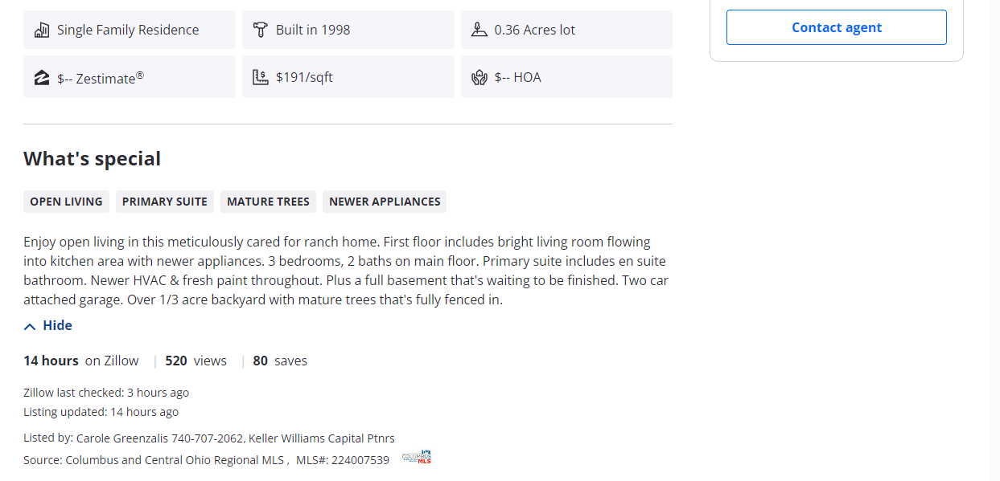 Single Family Residence
Built in 1998
0.36 Acres lot
Contact agent
$-- Zestimate®
$191/sqft
$-- HOA
What's special
OPEN LIVING
PRIMARY SUITE
MATURE TREES
NEWER APPLIANCES
Enjoy open living in this meticulously cared for ranch home. First floor includes bright living room flowing
into kitchen area with newer appliances. 3 bedrooms, 2 baths on main floor. Primary suite includes en suite
bathroom. Newer HVAC & fresh paint throughout. Plus a full basement that's waiting to be finished. Two car
attached garage. Over 1/3 acre backyard with mature trees that's fully fenced in.
Hide
14 hours on Zillow | 520 views | 80 saves
Zillow last checked: 3 hours ago
Listing updated: 14 hours ago
Listed by: Carole Greenzalis 740-707-2062, Keller Williams Capital Ptnrs
Source: Columbus and Central Ohio Regional MLS , MLS#: 224007539
COLUMBUS
MLS